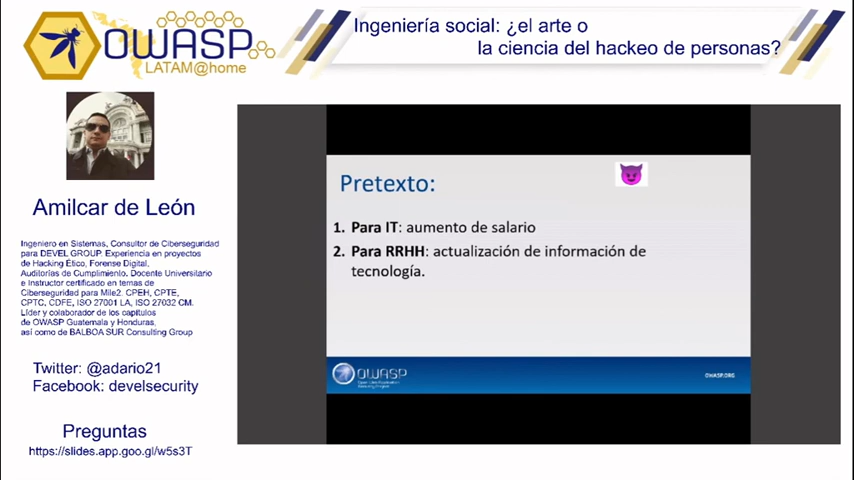 OWASP
LATAM@home
Ingeniería social: ¿el arte o
la ciencia del hackeo de personas?
Amilcar de León
Ingeniero en Sistemas, Consultor de Ciberseguridad
para DEVEL GROUP. Experiencia en proyectos
de Hacking Ético, Forense Digital,
Auditorías de Cumplimiento. Docente Universitario
e Instructor certificado en temas de
Ciberseguridad para Mile2. CPEH, CPTE,
CPTC, CDFE, ISO 27001 LA, ISO 27032 CM.
Líder y colaborador de los capítulos
de OWASP Guatemala y Honduras,
así como de BALBOA SUR Consulting Group
Twitter: @adario21
Facebook: develsecurity
Preguntas
https://slides.app.goo.gl/w5s3T
Pretexto:
1. Para IT: aumento de salario
2. Para RRHH: actualización de información de
tecnología.
OWASP
OWASP.ORG